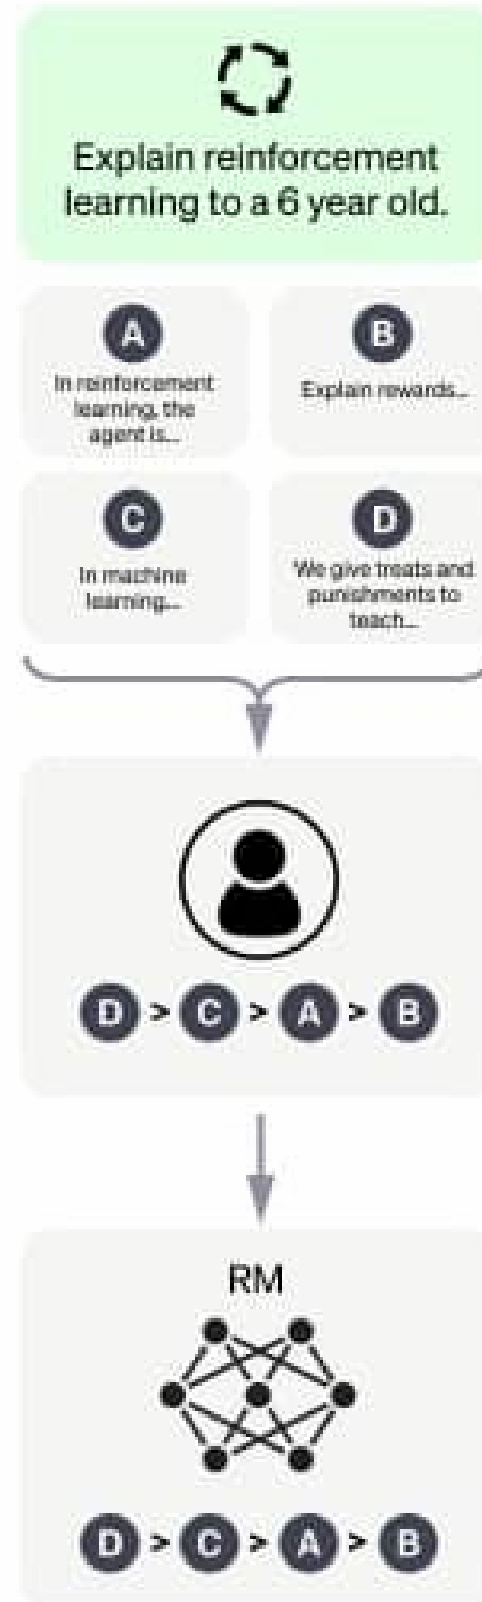 Explain reinforcement
learning to a 6 year old.
A
In reinforcement
learning, the
agent is...
B
Explain rewards...
C
In machine
learning...
D
We give treats and
punishments to
teach...
D > C > A > B
RM
D > C > A > B